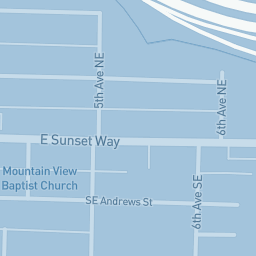 5th Ave NE
6th Ave NE
E Sunset Way
Mountain View
Baptist Church
SE Andrews St
6th Ave SE